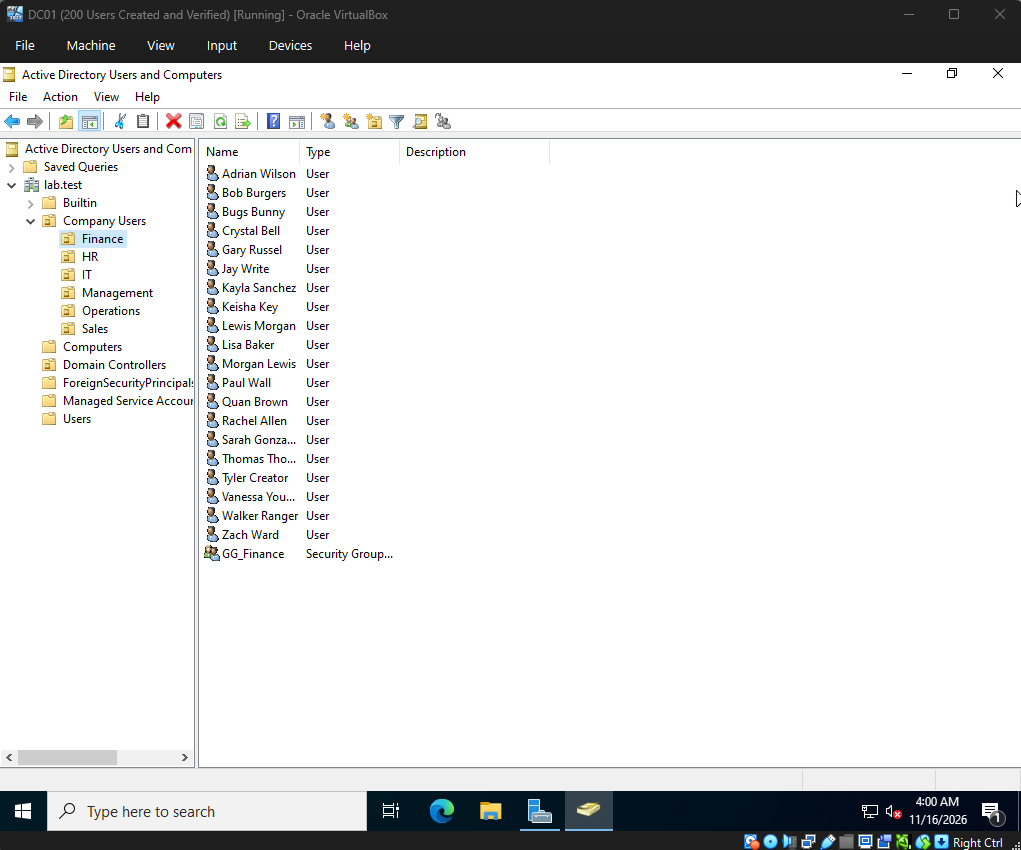 DC01 (200 Users Created and Verified) [Running] - Oracle VirtualBox
File Machine View Input Devices Help
Active Directory Users and Computers
File Action View Help
Active Directory Users and Com
Saved Queries
lab.test
Builtin
Company Users
Finance
HR
IT
Management
Operations
Sales
Computers
Domain Controllers
ForeignSecurityPrincipals
Managed Service Accour
Users
Name Type Description
Adrian Wilson User
Bob Burgers User
Bugs Bunny User
Crystal Bell User
Gary Russel User
Jay Write User
Kayla Sanchez User
Keisha Key User
Lewis Morgan User
Lisa Baker User
Morgan Lewis User
Paul Wall User
Quan Brown User
Rachel Allen User
Sarah Gonza... User
Thomas Tho... User
Tyler Creator User
Vanessa You... User
Walker Ranger User
Zach Ward User
GG_Finance Security Group...
Type here to search
4:00 AM
11/16/2026
1
Right Ctrl